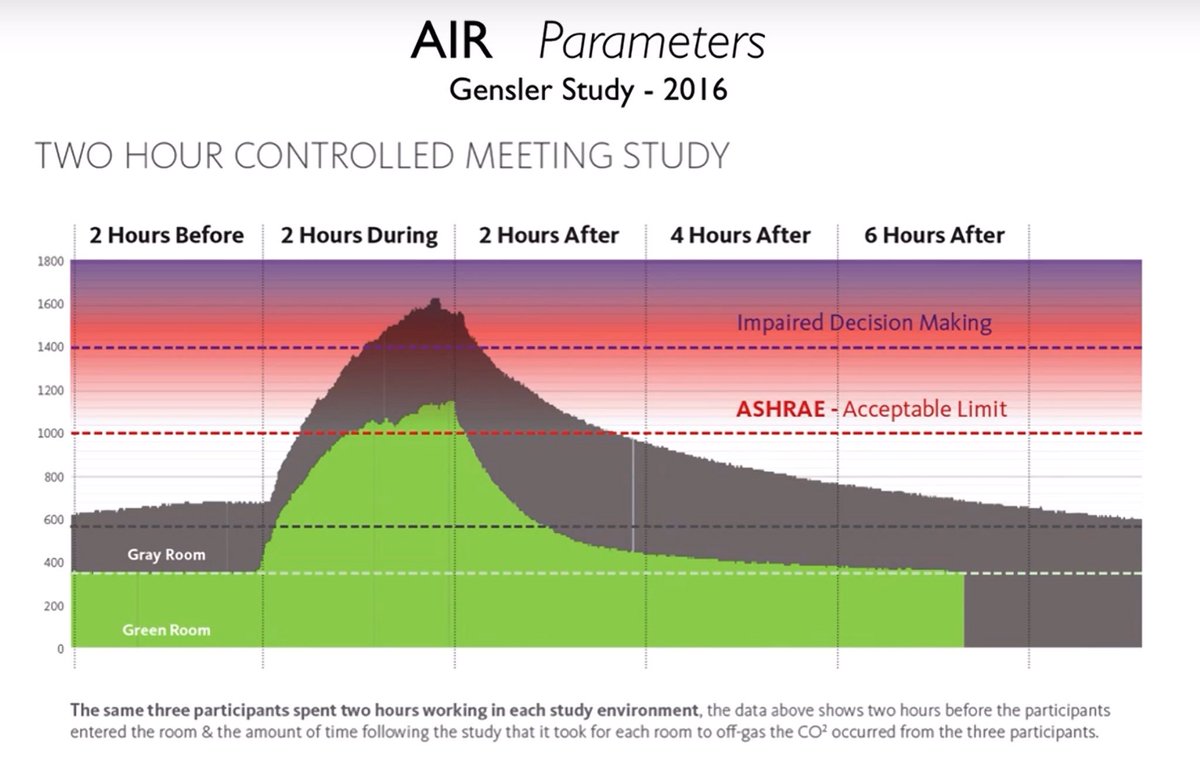 AIR Parameters
Gensler Study - 2016
TWO HOUR CONTROLLED MEETING STUDY
2 Hours Before 2 Hours During 2 Hours After 4 Hours After 6 Hours After
1800
1600
Impaired Decision Making
1400
1200
ASHRAE - Acceptable Limit
1000
800
600
Gray Room
400
200
Green Room
0
The same three participants spent two hours working in each study environment, the data above shows two hours before the participants
entered the room & the amount of time following the study that it took for each room to off-gas the CO² occurred from the three participants.